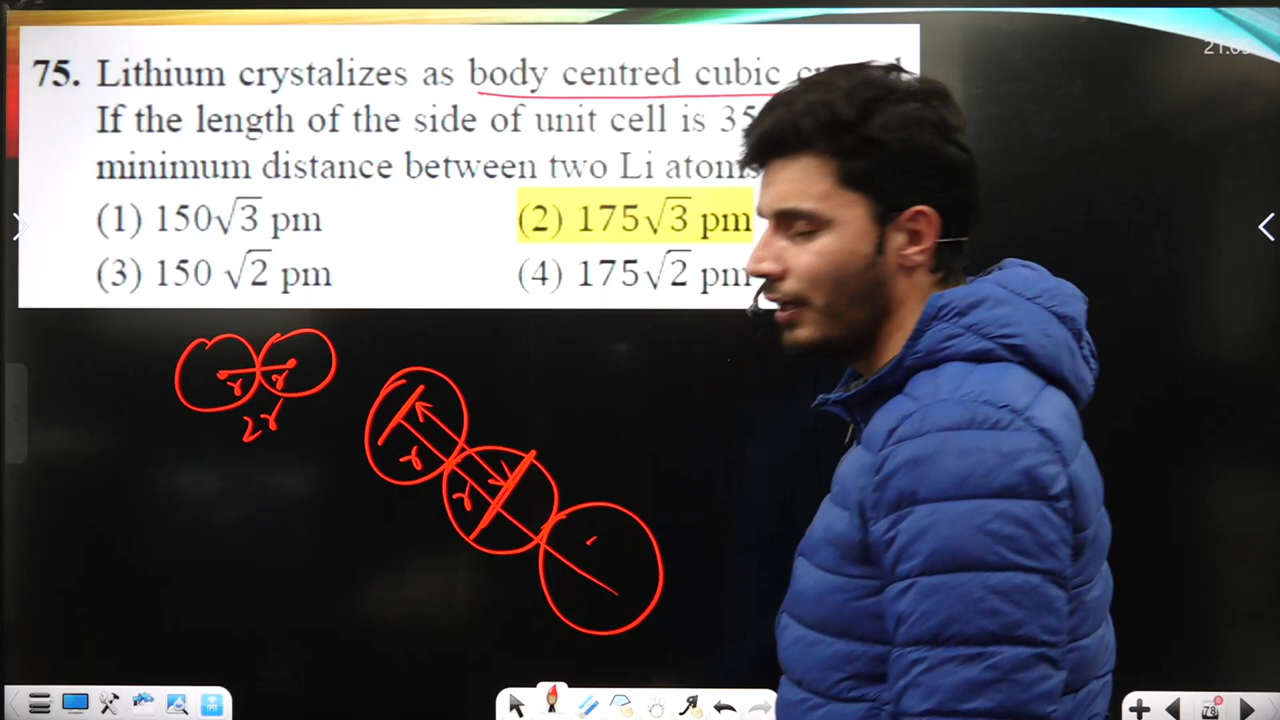 75. Lithium crystalizes as body centred cubic
If the length of the side of unit cell is 35
minimum distance between two Li atoms
(1) 150√3 pm (2) 175√3 pm
(3) 150 √2 pm (4) 175√2 pm
r r
2r
r
r
78